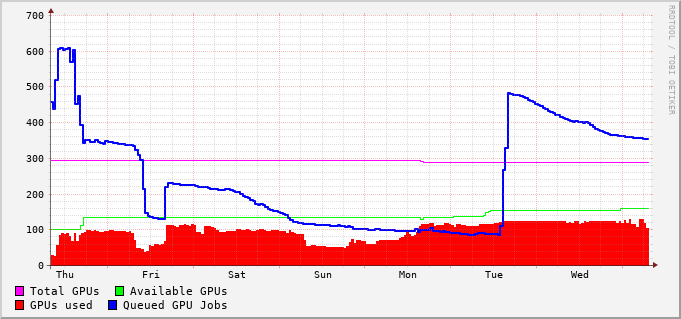 700
600
500
400
300
200
100
0
Thu Fri Sat Sun Mon Tue Wed
Total GPUs Available GPUs
GPUs used Queued GPU Jobs
RRDTOOL / TOBI OETIKER